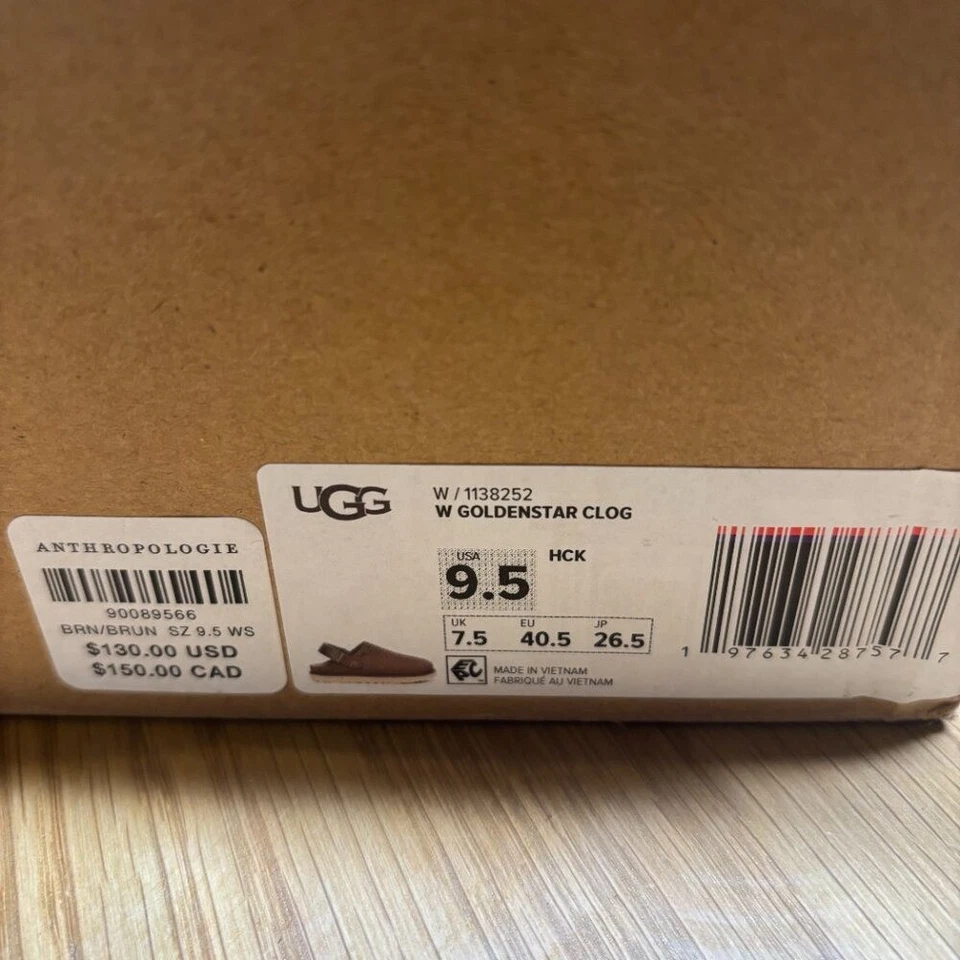 ANTHROPOLOGIE
90089566
BRN/BRUN SZ 9.5 WS
$130.00 USD
$150.00 CAD
UGG
W / 1138252
W GOLDENSTAR CLOG
USA
9.5
HCK
UK EU JP
7.5 40.5 26.5
MADE IN VIETNAM
FABRIQUÉ AU VIETNAM
1 97634 28757 7